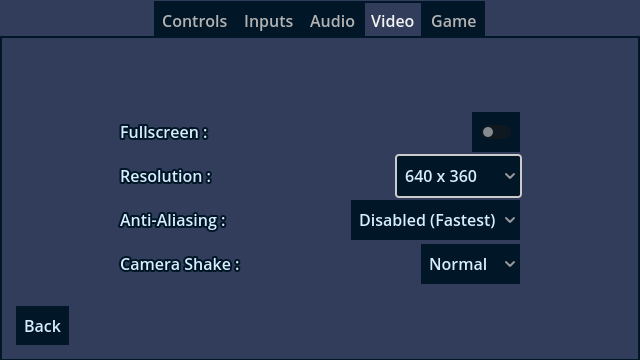 Controls Inputs Audio Video Game
Fullscreen :
Resolution : 640 x 360
Anti-Aliasing : Disabled (Fastest)
Camera Shake : Normal
Back